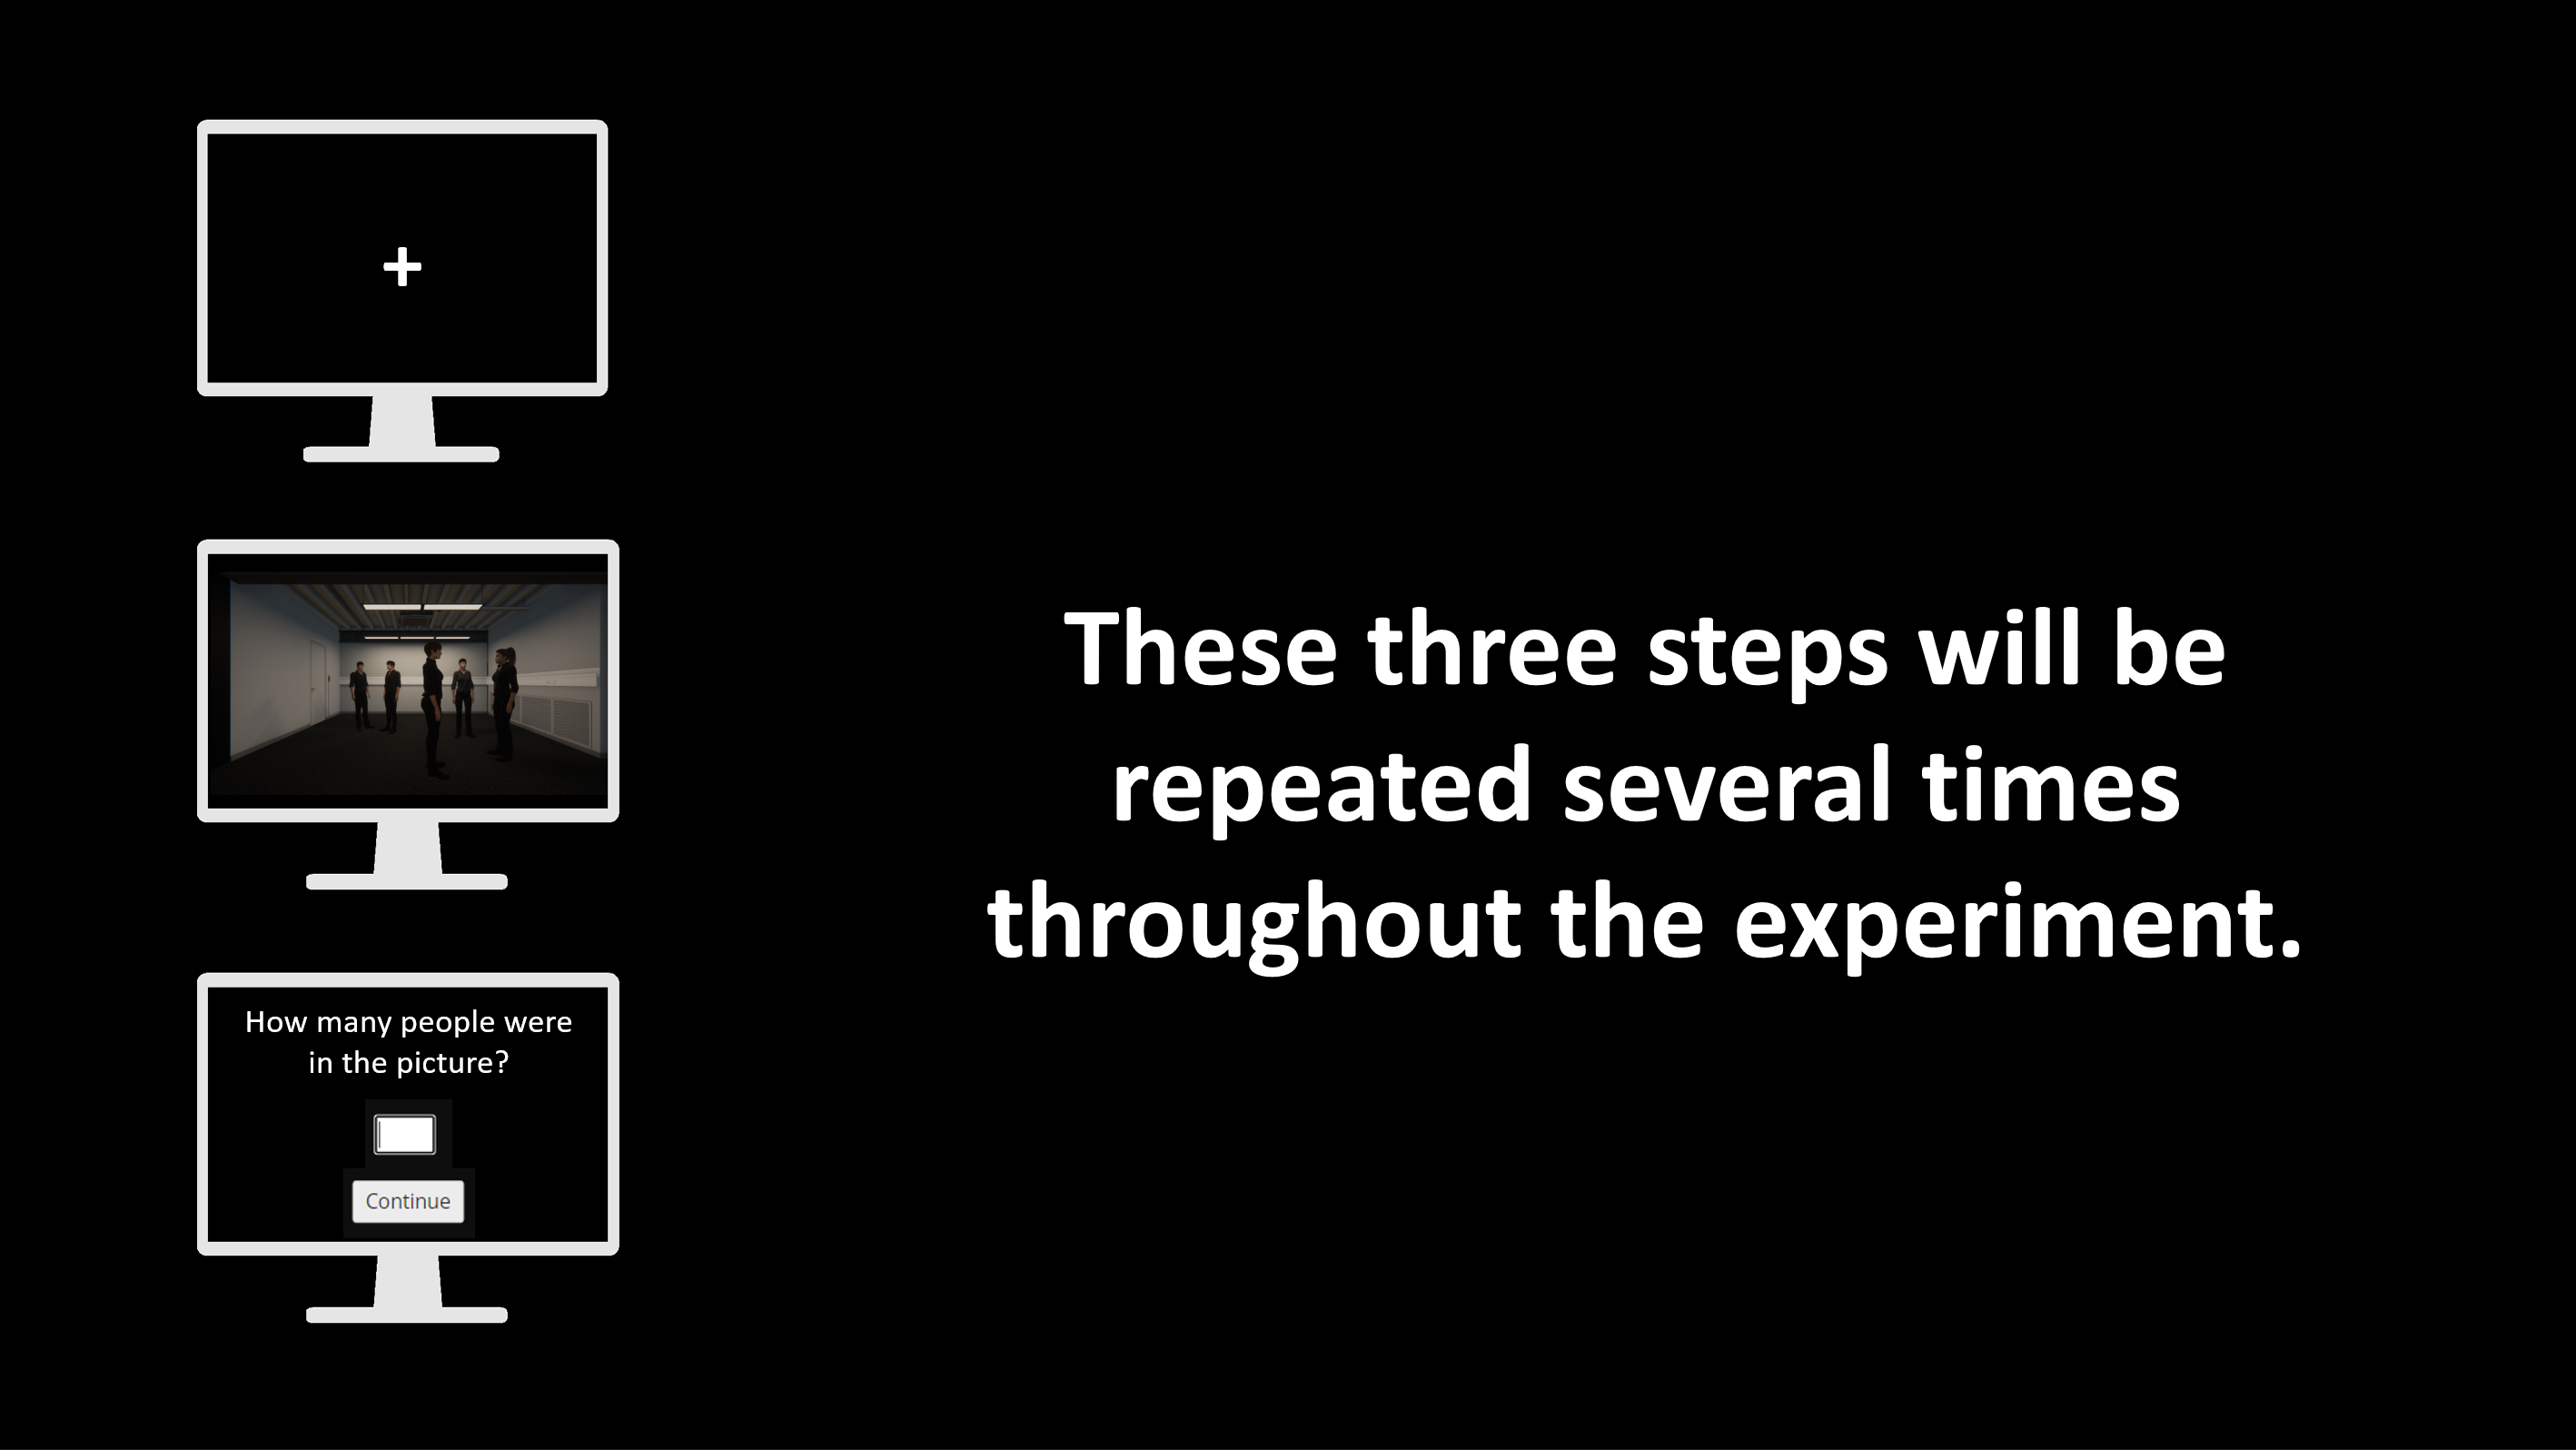 +
How many people were
in the picture?
Continue
These three steps will be
repeated several times
throughout the experiment.